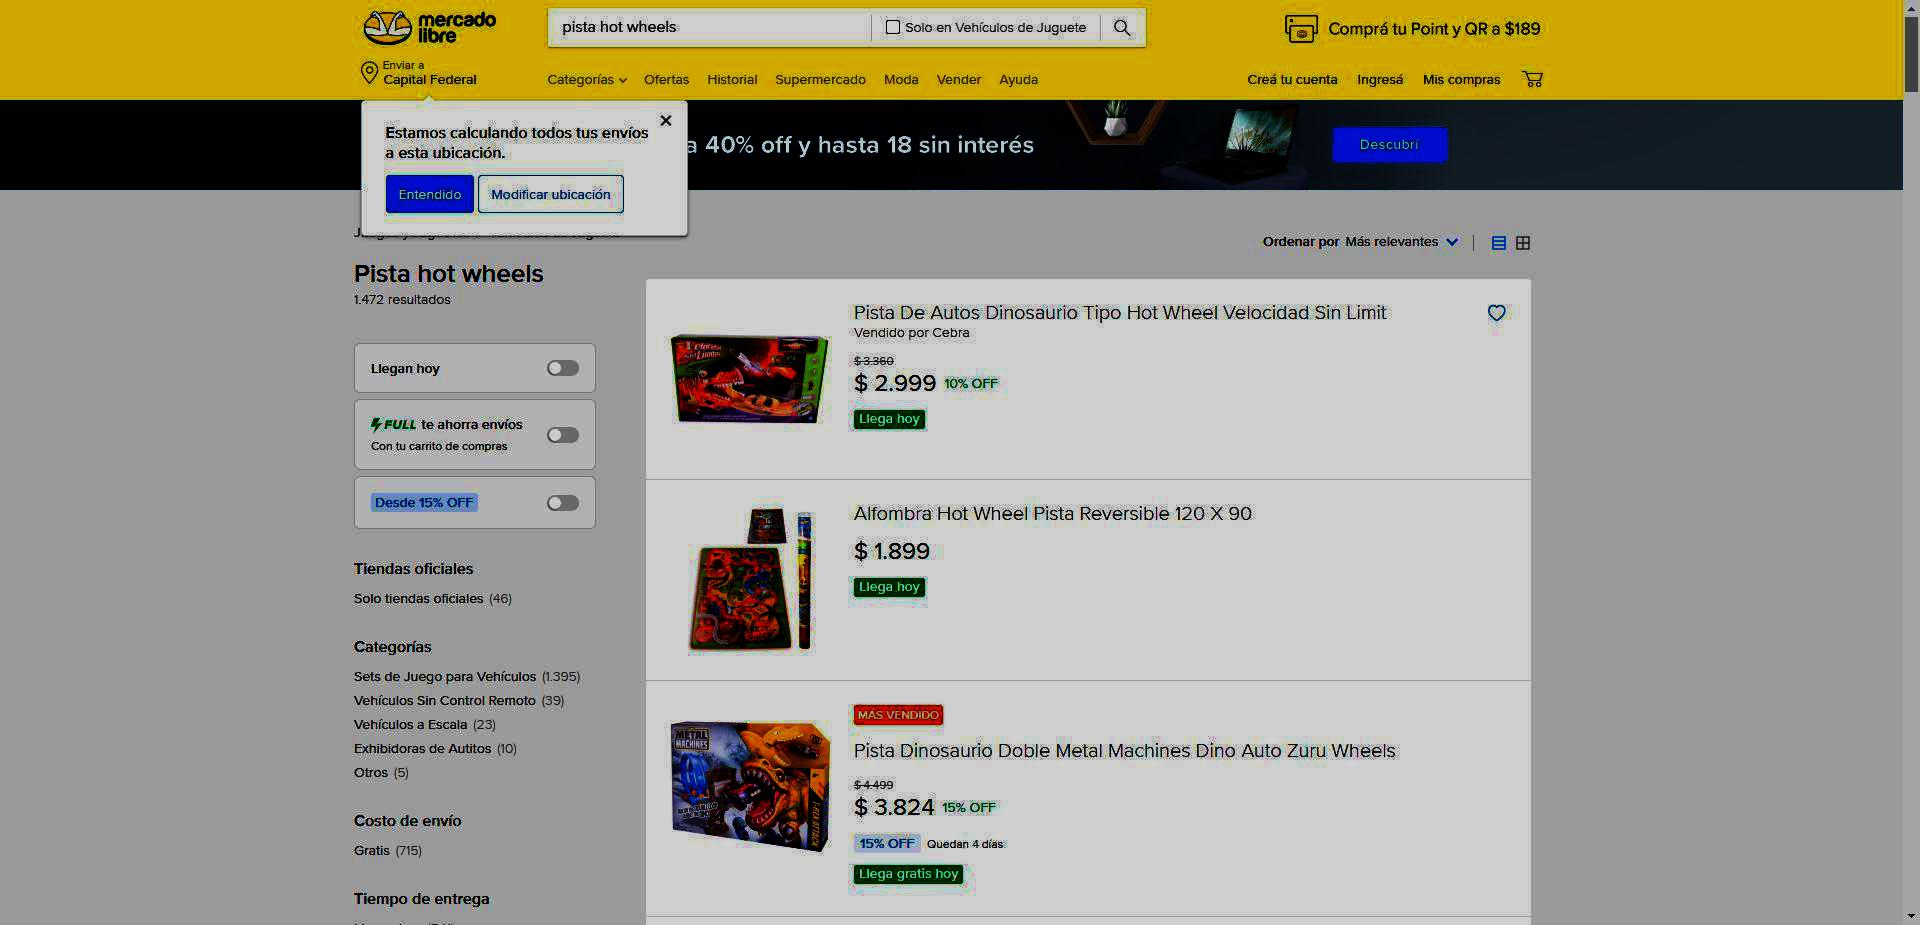 mercado
libre
pista hot wheels
Solo en Vehículos de Juguete
Comprá tu Point y QR a $189
Enviar a
Capital Federal
Categorías
Ofertas
Historial
Supermercado
Moda
Vender
Ayuda
Creá tu cuenta
Ingresá
Mis compras
Estamos calculando todos tus envíos
a esta ubicación.
Entendido
Modificar ubicación
a 40% off y hasta 18 sin interés
Descubrí
Ordenar por Más relevantes
Pista hot wheels
1.472 resultados
Llegan hoy
FULL te ahorra envíos
Con tu carrito de compras
Desde 15% OFF
Tiendas oficiales
Solo tiendas oficiales (46)
Categorías
Sets de Juego para Vehículos (1.395)
Vehículos Sin Control Remoto (39)
Vehículos a Escala (23)
Exhibidoras de Autitos (10)
Otros (5)
Costo de envío
Gratis (715)
Tiempo de entrega
Pista De Autos Dinosaurio Tipo Hot Wheel Velocidad Sin Limit
Vendido por Cebra
$ 3.360
$ 2.999 10% OFF
Llega hoy
Alfombra Hot Wheel Pista Reversible 120 X 90
$ 1.899
Llega hoy
MÁS VENDIDO
METAL
MACHINES
Pista Dinosaurio Doble Metal Machines Dino Auto Zuru Wheels
$ 4.499
$ 3.824 15% OFF
15% OFF Quedan 4 días
Llega gratis hoy